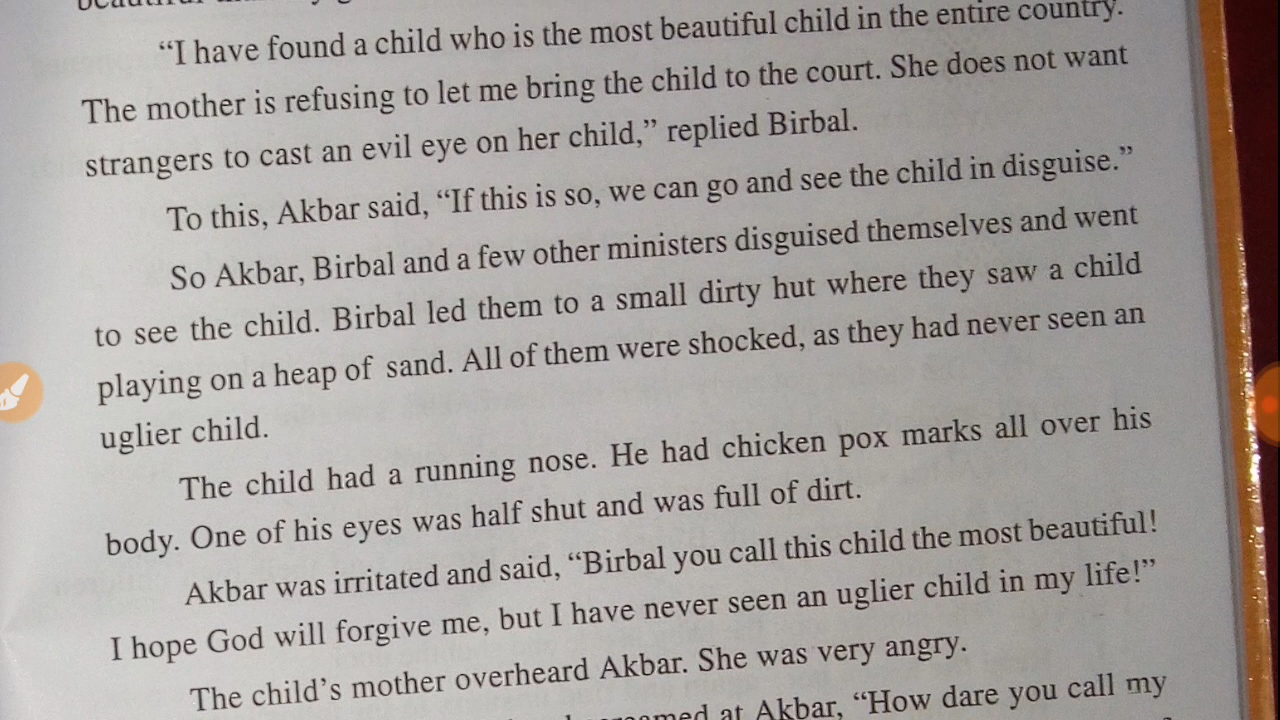 “I have found a child who is the most beautiful child in the entire country.
The mother is refusing to let me bring the child to the court. She does not want
strangers to cast an evil eye on her child,” replied Birbal.
To this, Akbar said, “If this is so, we can go and see the child in disguise.”
So Akbar, Birbal and a few other ministers disguised themselves and went
to see the child. Birbal led them to a small dirty hut where they saw a child
playing on a heap of sand. All of them were shocked, as they had never seen an
uglier child.
The child had a running nose. He had chicken pox marks all over his
body. One of his eyes was half shut and was full of dirt.
Akbar was irritated and said, “Birbal you call this child the most beautiful!
I hope God will forgive me, but I have never seen an uglier child in my life!”
The child’s mother overheard Akbar. She was very angry.
at Akbar, “How dare you call my